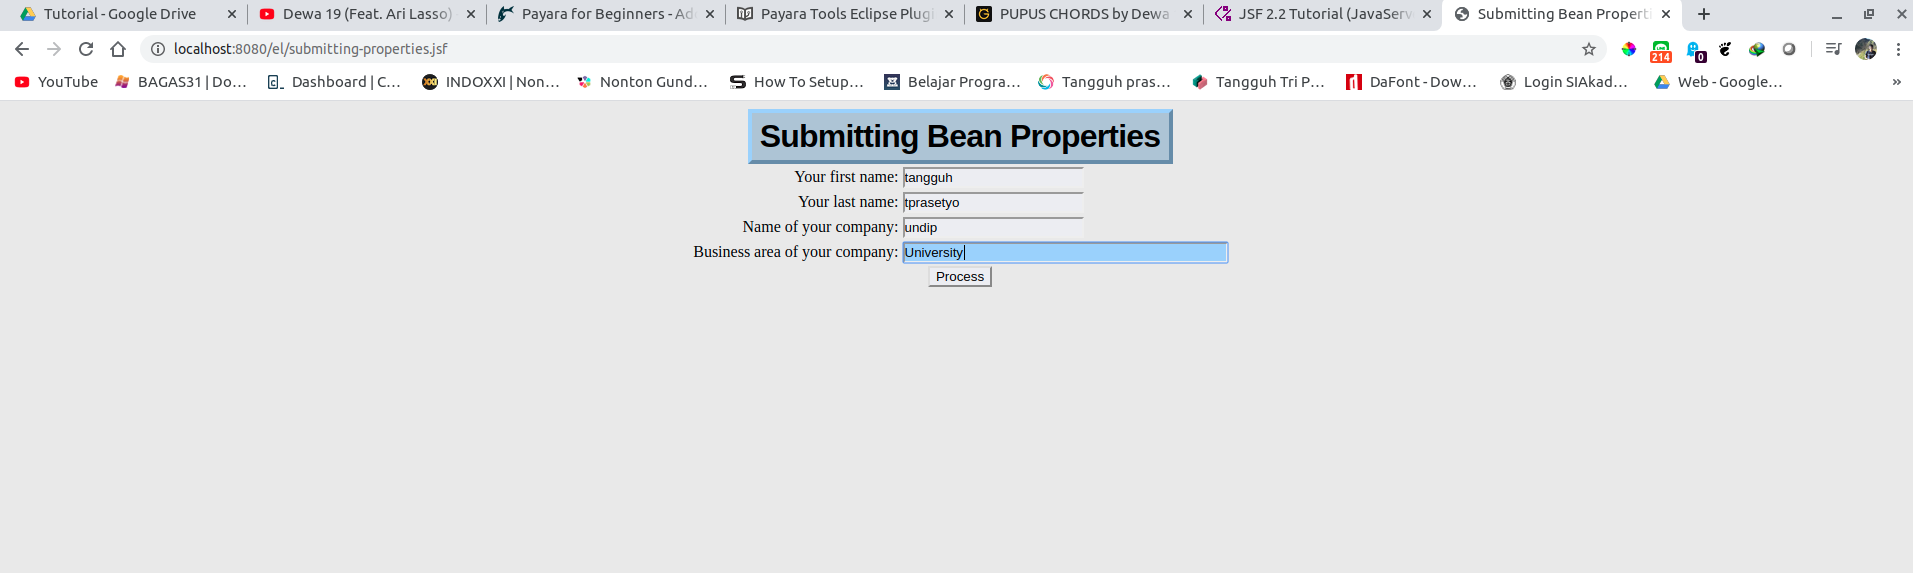 Tutorial - Google Drive
Dewa 19 (Feat. Ari Lasso)
Payara for Beginners - Ad
Payara Tools Eclipse Plugi
PUPUS CHORDS by Dewa
JSF 2.2 Tutorial (JavaServ
Submitting Bean Properti
localhost:8080/el/submitting-properties.jsf
214
0
YouTube
BAGAS31 | Do...
Dashboard | C...
INDOXXI | Non...
Nonton Gund...
How To Setup...
Belajar Progra...
Tangguh pras...
Tangguh Tri P...
DaFont - Dow...
Login SIAkad...
Web - Google...
Submitting Bean Properties
Your first name: tangguh
Your last name: tprasetyo
Name of your company: undip
Business area of your company: University
Process